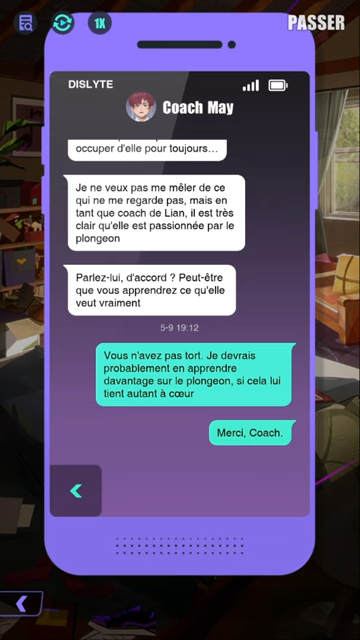 1X
PASSER
DISLYTE
Coach May
occuper d'elle pour toujours...
Je ne veux pas me mêler de ce
qui ne me regarde pas, mais en
tant que coach de Lian, il est très
clair qu'elle est passionnée par le
plongeon
Parlez-lui, d'accord ? Peut-être
que vous apprendrez ce qu'elle
veut vraiment
5-9 19:12
Vous n'avez pas tort. Je devrais
probablement en apprendre
davantage sur le plongeon, si cela lui
tient autant à cœur
Merci, Coach.